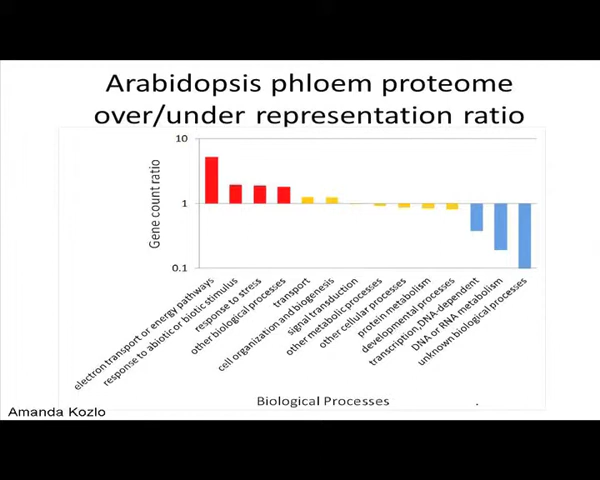 Arabidopsis phloem proteome
over/under representation ratio
10
1
0.1
Gene count ratio
electron transport or energy pathways
response to abiotic or biotic stimulus
response to stress
other biological processes
transport
cell organization and biogenesis
signal transduction
other metabolic processes
other cellular processes
protein metabolism
developmental processes
transcription,DNA-dependent
DNA or RNA metabolism
unknown biological processes
Biological Processes
Amanda Kozlo